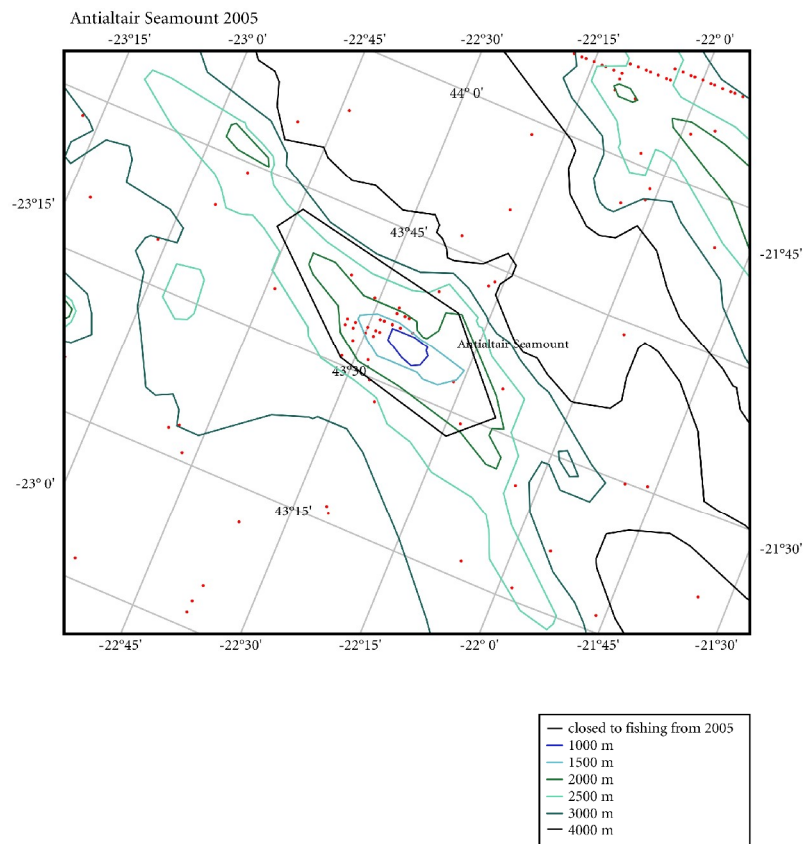 Antialtair Seamount 2005
-23°15' -23° 0' -22°45' -22°30' -22°15' -22° 0'
44° 0'
-23°15'
43°45'
-21°45'
Antialtair Seamount
43°30'
-23° 0'
43°15'
-21°30'
-22°45' -22°30' -22°15' -22° 0' -21°45' -21°30'
closed to fishing from 2005
1000 m
1500 m
2000 m
2500 m
3000 m
4000 m